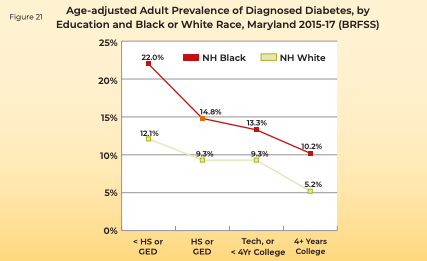 Figure 21
Age-adjusted Adult Prevalence of Diagnosed Diabetes, by
Education and Black or White Race, Maryland 2015-17 (BRFSS)
25%
20%
15%
10%
5%
0%
NH Black
NH White
22.0%
14.8%
13.3%
10.2%
12.1%
9.3%
9.3%
5.2%
< HS or
GED
HS or
GED
Tech, or
< 4Yr College
4+ Years
College